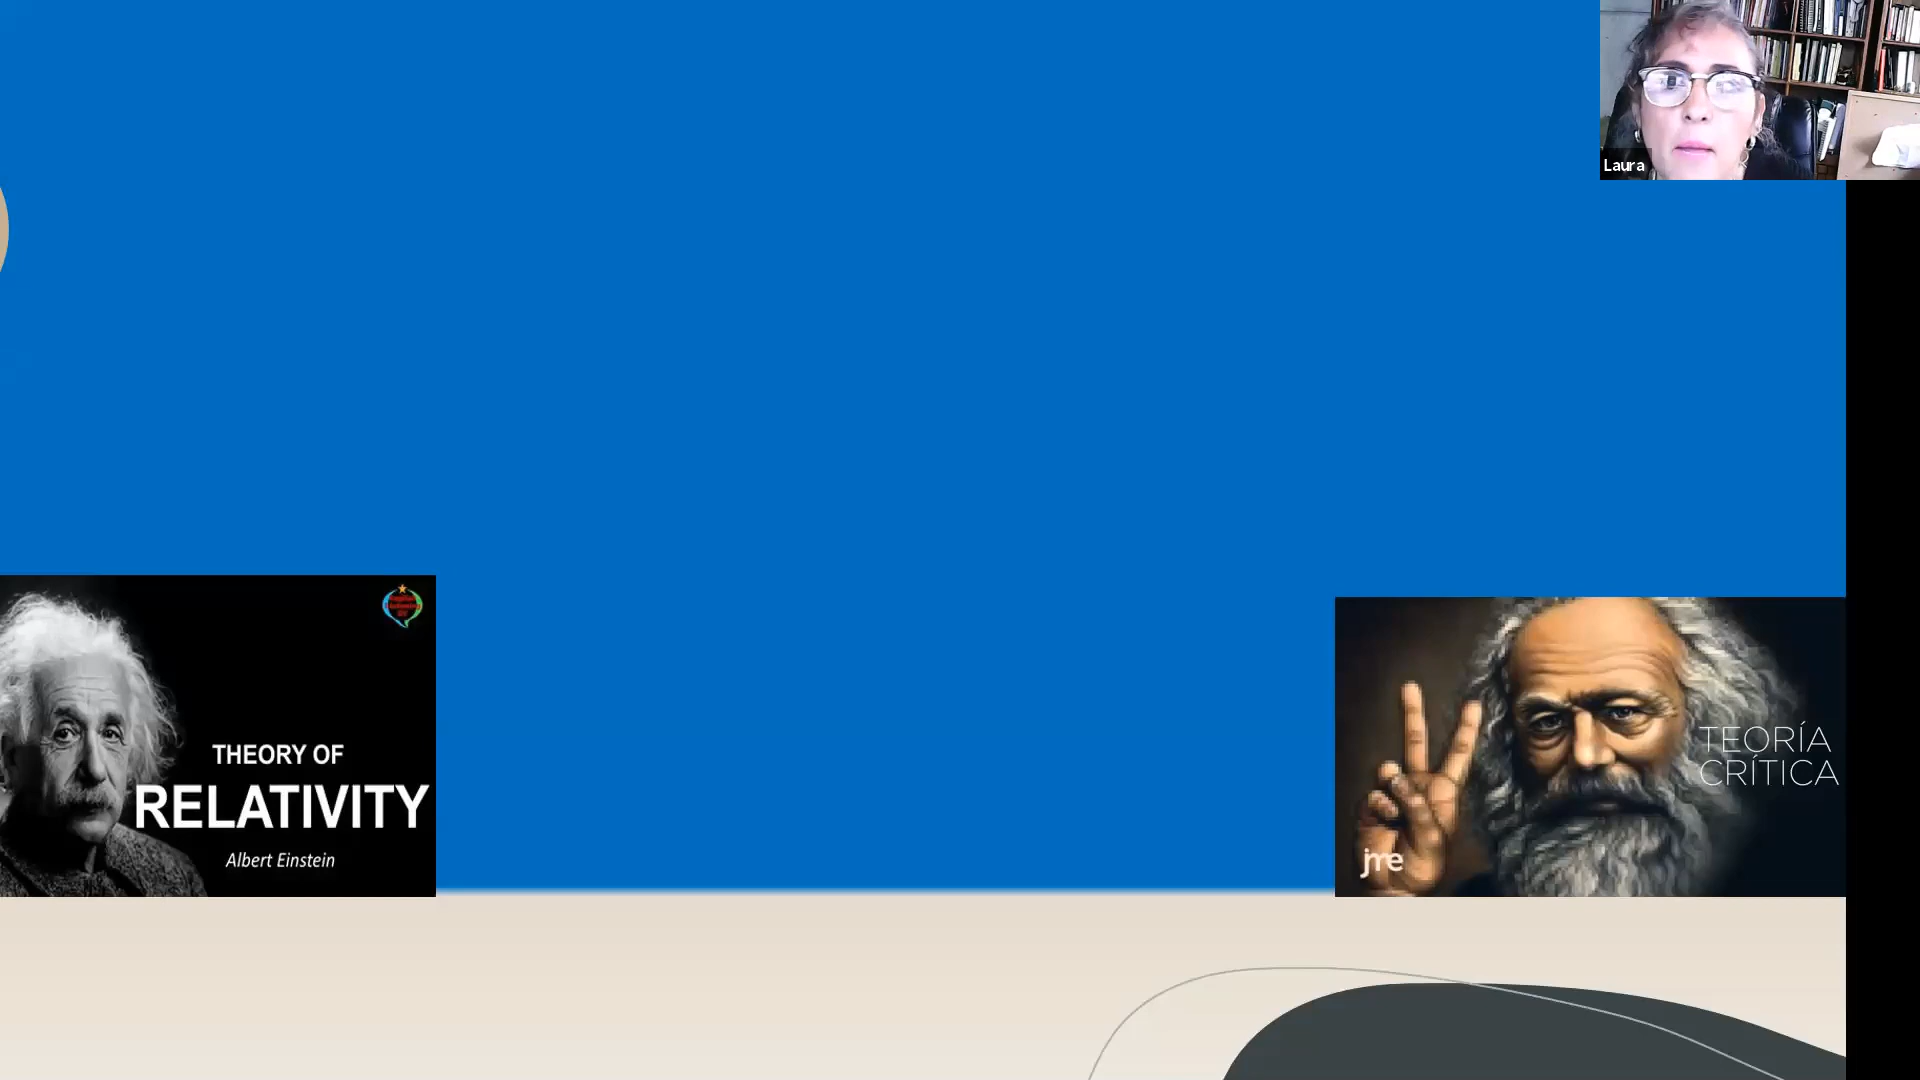 Laura
THEORY OF
RELATIVITY
Albert Einstein
TEORÍA
CRÍTICA
jme